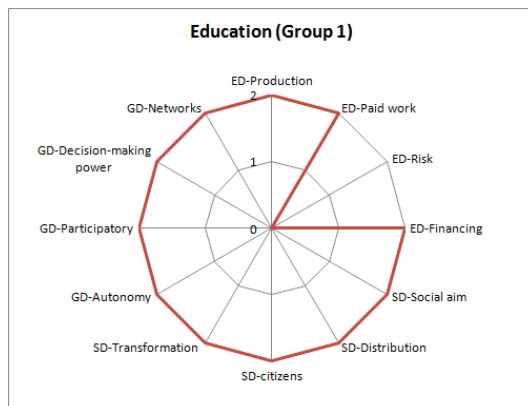 Education (Group 1)
ED-Production
2
GD-Networks
ED-Paid work
GD-Decision-making
power
ED-Risk
1
GD-Participatory
0
ED-Financing
GD-Autonomy
SD-Social aim
SD-Transformation
SD-Distribution
SD-citizens